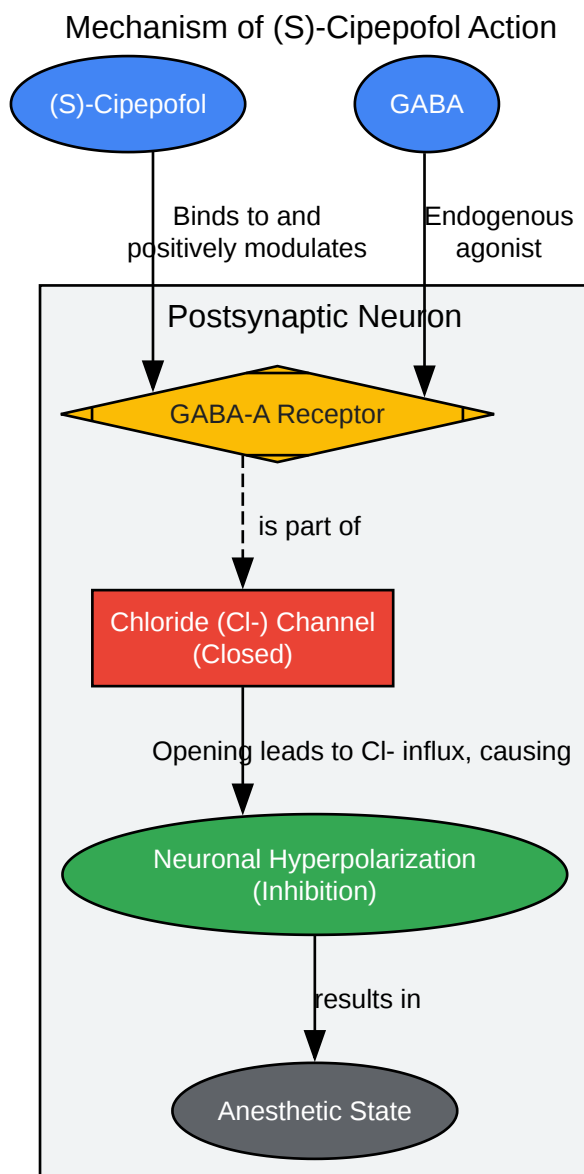 Mechanism of (S)-Cipepofol Action
(S)-Cipepofol
GABA
Binds to and
positively modulates
Endogenous
agonist
Postsynaptic Neuron
GABA-A Receptor
is part of
Chloride (Cl-) Channel
(Closed)
Opening leads to Cl- influx, causing
Neuronal Hyperpolarization
(Inhibition)
results in
Anesthetic State